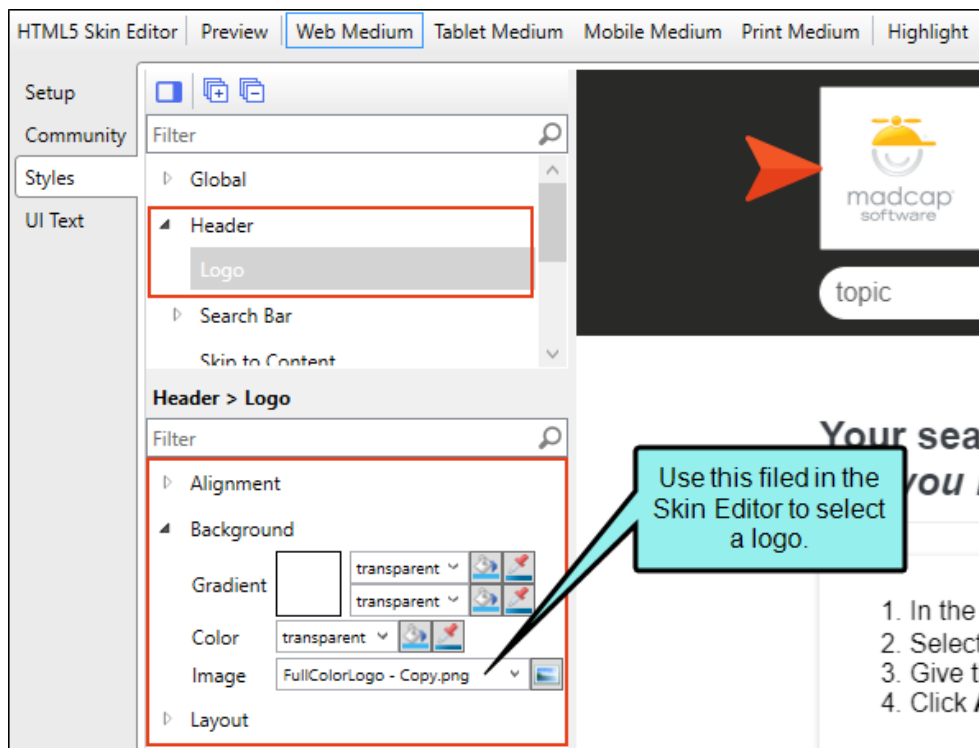 HTML5 Skin Editor Preview Web Medium Tablet Medium Mobile Medium Print Medium Highlight
Setup
Community
Styles
UI Text
Filter
Global
Header
Logo
Search Bar
Skip to Content
Header > Logo
Filter
Alignment
Background
Gradient
transparent
transparent
Color
transparent
Image
FullColorLogo - Copy.png
Layout
madcap
software
topic
Your sea
you
Use this filed in the
Skin Editor to select
a logo.
1. In the
2. Select
3. Give t
4. Click